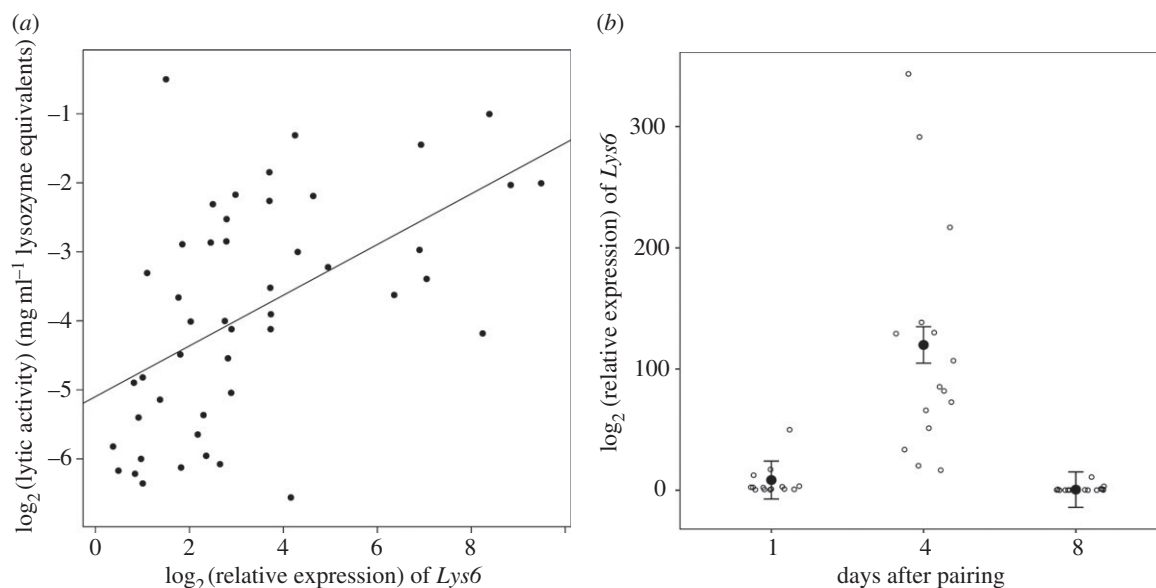 (a)
log₂ (lytic activity) (mg ml⁻¹ lysozyme equivalents)
–1
–2
–3
–4
–5
–6
0 2 4 6 8
log₂ (relative expression) of Lys6
(b)
log₂ (relative expression) of Lys6
300
200
100
0
1 4 8
days after pairing